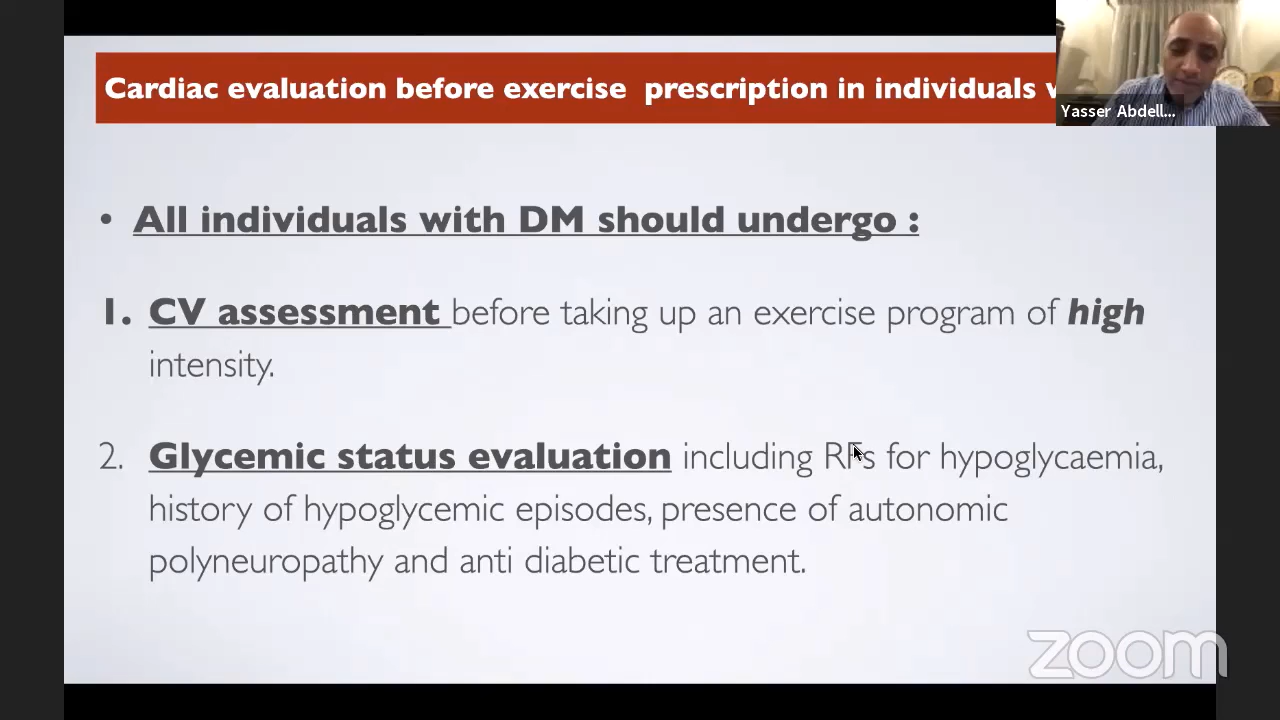 Cardiac evaluation before exercise prescription in individuals
Yasser Abdell...
• All individuals with DM should undergo :
1. CV assessment before taking up an exercise program of high
intensity.
2. Glycemic status evaluation including RFs for hypoglycaemia,
history of hypoglycemic episodes, presence of autonomic
polyneuropathy and anti diabetic treatment.
zoom